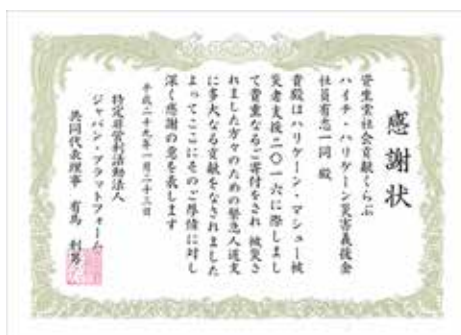 感謝状
資生堂社会貢献くらぶ
ハイチ・ハリケーン災害義援金
社員有志一同 殿
貴殿はハリケーン・マシュー被
災者支援二〇一六に際しまし
て貴重なるご寄付をされ 被災さ
れました方々のための緊急人道支
援に多大なる貢献をなされました
よってここにそのご厚情に対し
深く感謝の意を表します
平成二十九年一月二十三日
特定非営利活動法人
ジャパン・プラットフォーム
共同代表理事 有馬 利男